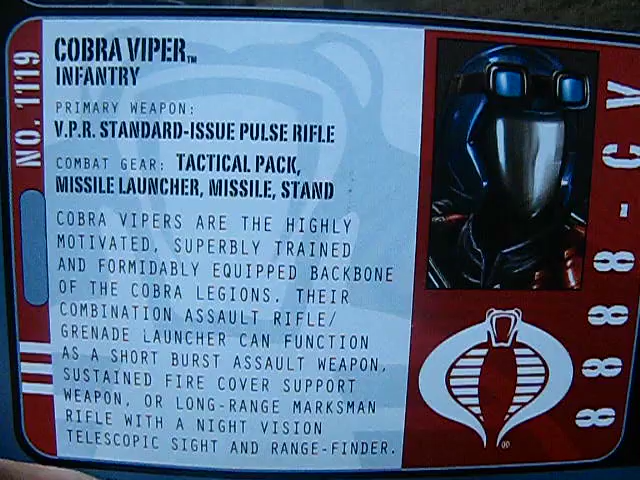 NO. 1119
COBRA VIPER™
INFANTRY
PRIMARY WEAPON:
V.P.R. STANDARD-ISSUE PULSE RIFLE
COMBAT GEAR: TACTICAL PACK,
MISSILE LAUNCHER, MISSILE, STAND
COBRA VIPERS ARE THE HIGHLY
MOTIVATED, SUPERBLY TRAINED
AND FORMIDABLY EQUIPPED BACKBONE
OF THE COBRA LEGIONS. THEIR
COMBINATION ASSAULT RIFLE/
GRENADE LAUNCHER CAN FUNCTION
AS A SHORT BURST ASSAULT WEAPON,
SUSTAINED FIRE COVER SUPPORT
WEAPON, OR LONG-RANGE MARKSMAN
RIFLE WITH A NIGHT VISION
TELESCOPIC SIGHT AND RANGE-FINDER.
8888-CV
®